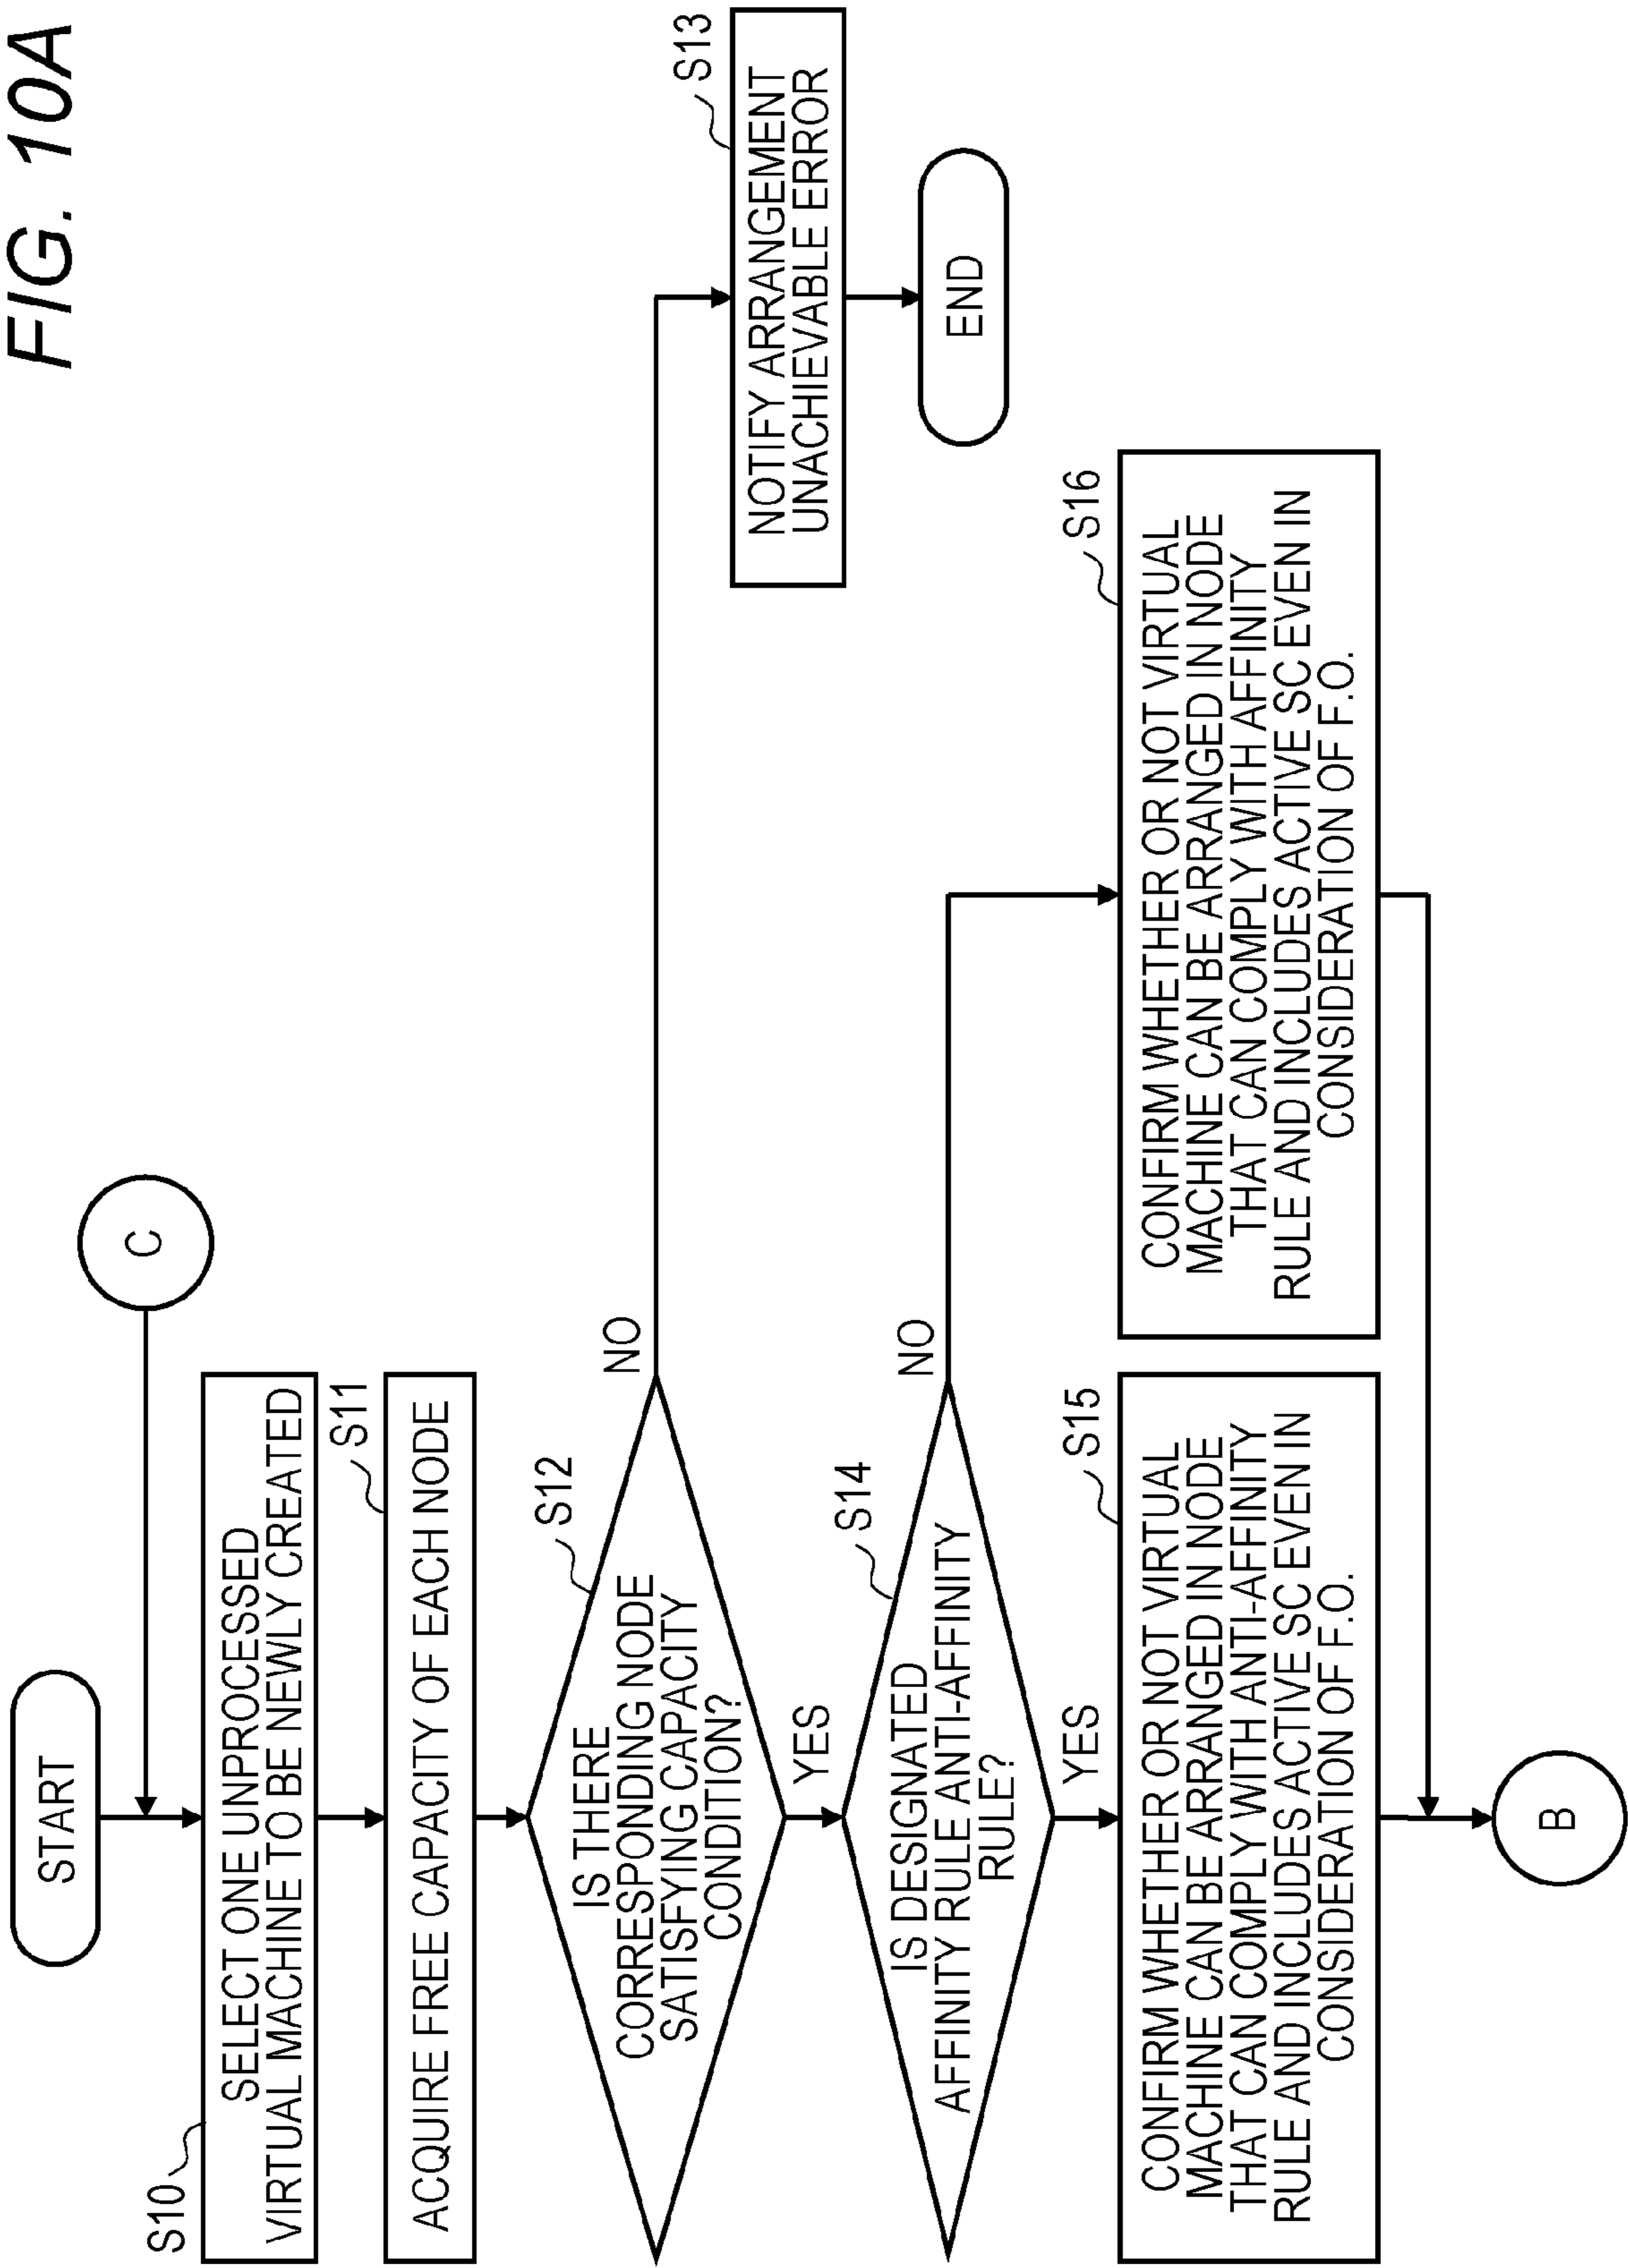 FIG. 10A
START
C
S10
SELECT ONE UNPROCESSED
VIRTUAL MACHINE TO BE NEWLY CREATED
S11
ACQUIRE FREE CAPACITY OF EACH NODE
S12
IS THERE
CORRESPONDING NODE
SATISFYING CAPACITY
CONDITION?
NO
YES
S13
NOTIFY ARRANGEMENT
UNACHIEVABLE ERROR
END
S14
IS DESIGNATED
AFFINITY RULE ANTI-AFFINITY
RULE?
NO
YES
S15
CONFIRM WHETHER OR NOT VIRTUAL
MACHINE CAN BE ARRANGED IN NODE
THAT CAN COMPLY WITH ANTI-AFFINITY
RULE AND INCLUDES ACTIVE SC EVEN IN
CONSIDERATION OF F.O.
S16
CONFIRM WHETHER OR NOT VIRTUAL
MACHINE CAN BE ARRANGED IN NODE
THAT CAN COMPLY WITH AFFINITY
RULE AND INCLUDES ACTIVE SC EVEN IN
CONSIDERATION OF F.O.
B